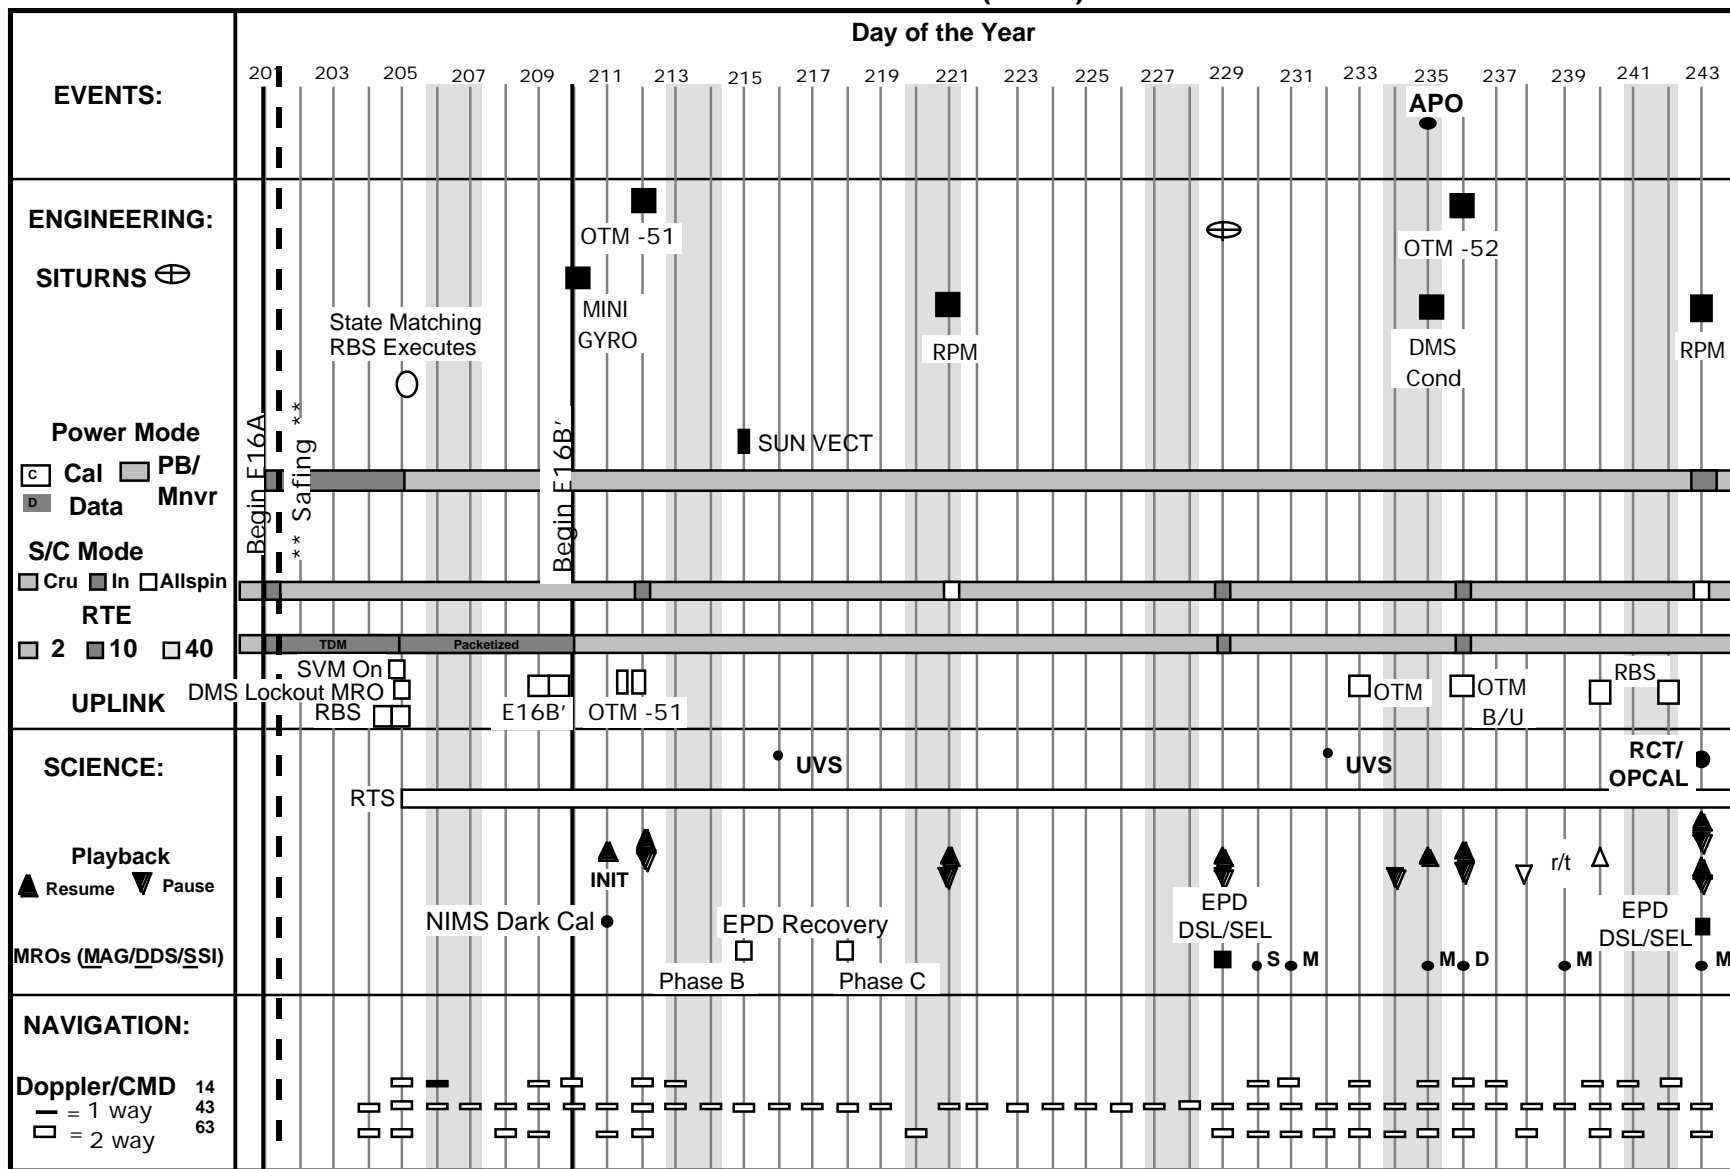 Day of the Year
201 203 205 207 209 211 213 215 217 219 221 223 225 227 229 231 233 235 237 239 241 243
EVENTS:
APO
ENGINEERING:
OTM -51
OTM -52
SITURNS
MINI
GYRO
State Matching
RBS Executes
RPM
DMS
Cond
RPM
Begin E16A
** Safing **
Begin E16B'
Power Mode
C Cal PB/
Mnvr
D Data
SUN VECT
S/C Mode
Cru In Allspin
RTE
2 10 40
TDM Packetized
SVM On
DMS Lockout MRO
RBS
UPLINK
E16B' OTM -51
OTM
OTM
B/U
RBS
SCIENCE:
UVS
UVS
RCT/
OPCAL
RTS
Playback
Resume Pause
INIT
r/t
NIMS Dark Cal
EPD Recovery
EPD
DSL/SEL
EPD
DSL/SEL
MROs (MAG/DDS/SSI)
Phase B
Phase C
S M M D M M
NAVIGATION:
Doppler/CMD 14
= 1 way 43
= 2 way 63